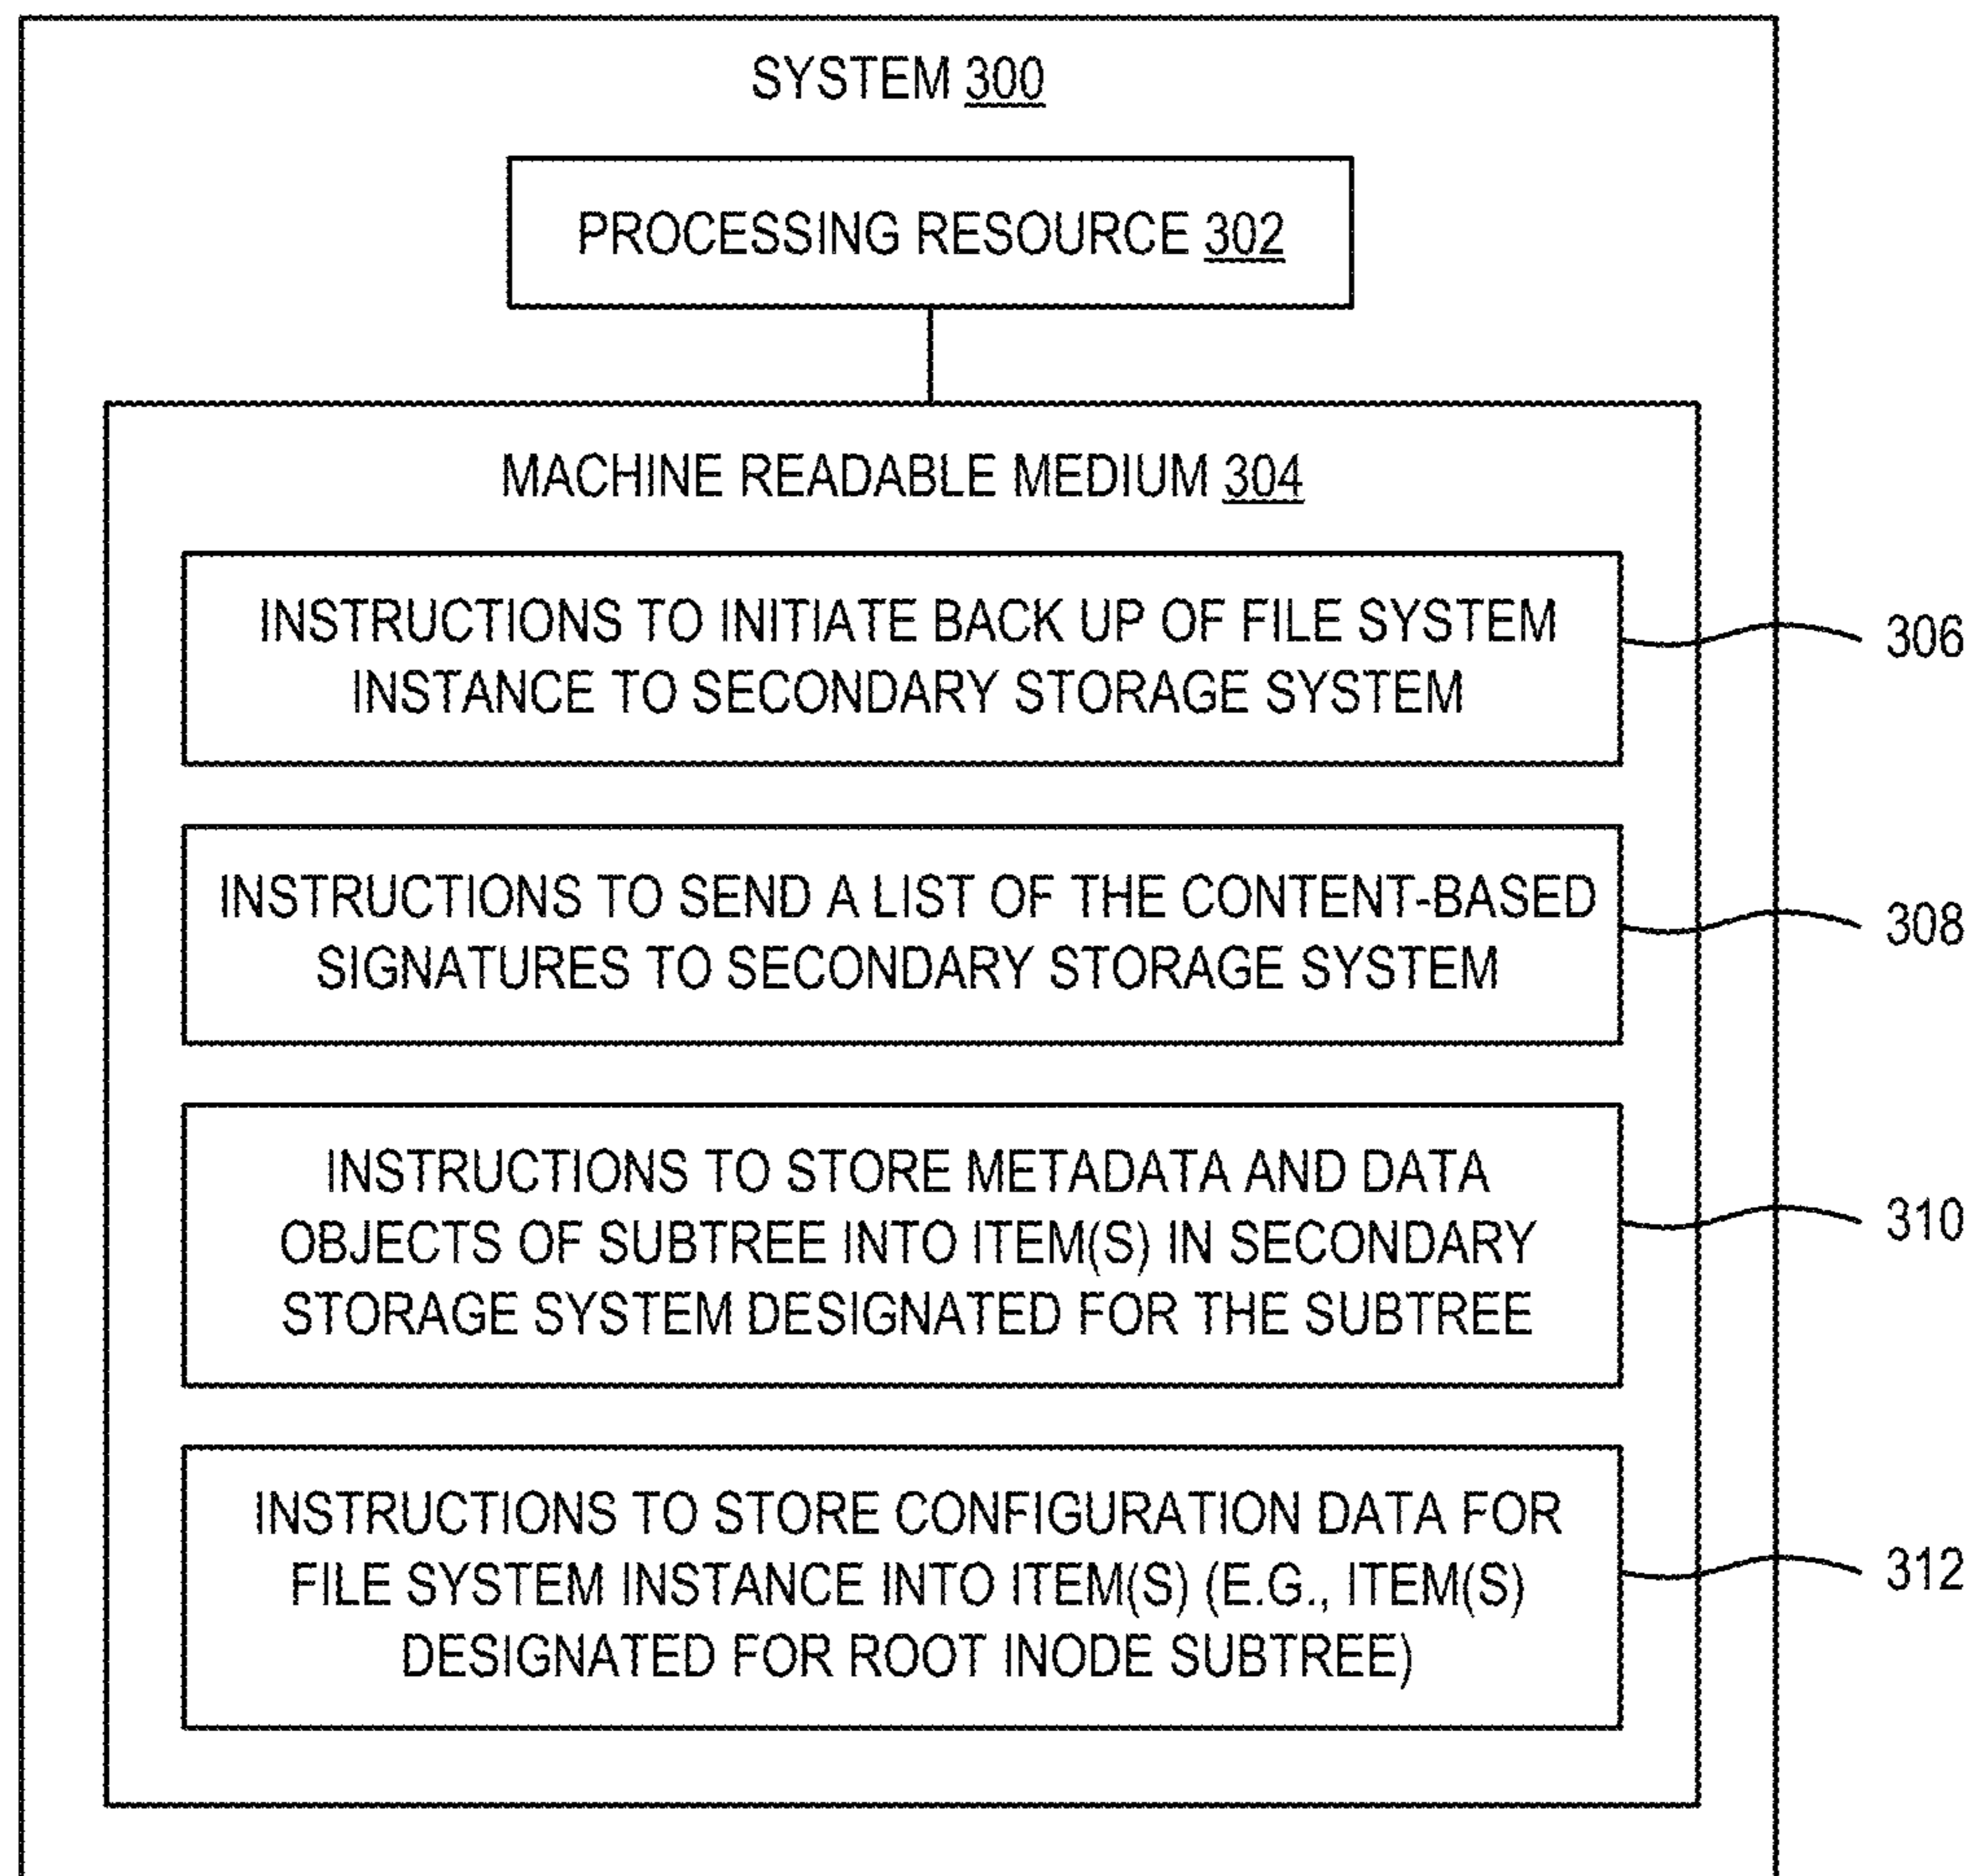 SYSTEM 300
PROCESSING RESOURCE 302
MACHINE READABLE MEDIUM 304
INSTRUCTIONS TO INITIATE BACK UP OF FILE SYSTEM
INSTANCE TO SECONDARY STORAGE SYSTEM
306
INSTRUCTIONS TO SEND A LIST OF THE CONTENT-BASED
SIGNATURES TO SECONDARY STORAGE SYSTEM
308
INSTRUCTIONS TO STORE METADATA AND DATA
OBJECTS OF SUBTREE INTO ITEM(S) IN SECONDARY
STORAGE SYSTEM DESIGNATED FOR THE SUBTREE
310
INSTRUCTIONS TO STORE CONFIGURATION DATA FOR
FILE SYSTEM INSTANCE INTO ITEM(S) (E.G., ITEM(S)
DESIGNATED FOR ROOT INODE SUBTREE)
312